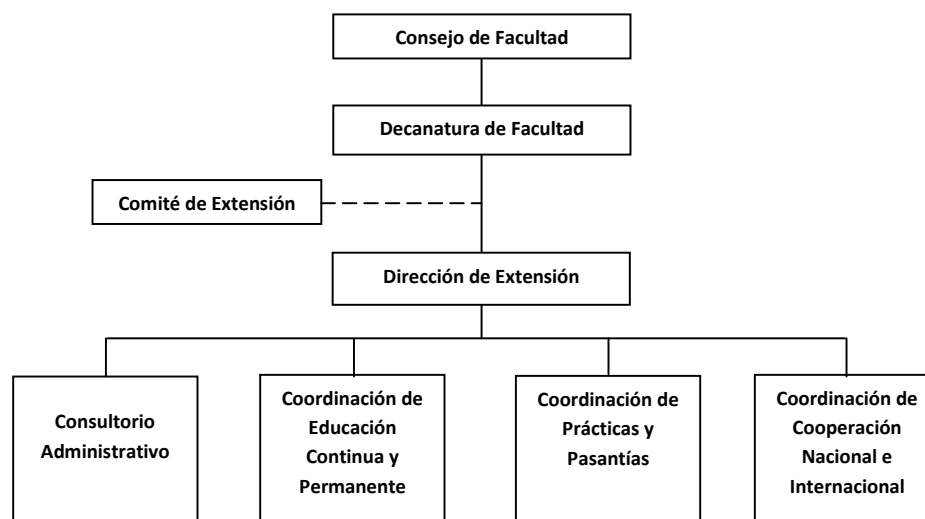 Consejo de Facultad
Decanatura de Facultad
Comité de Extensión
Dirección de Extensión
Consultorio
Administrativo
Coordinación de
Educación
Continua y
Permanente
Coordinación de
Prácticas y
Pasantías
Coordinación de
Cooperación
Nacional e
Internacional